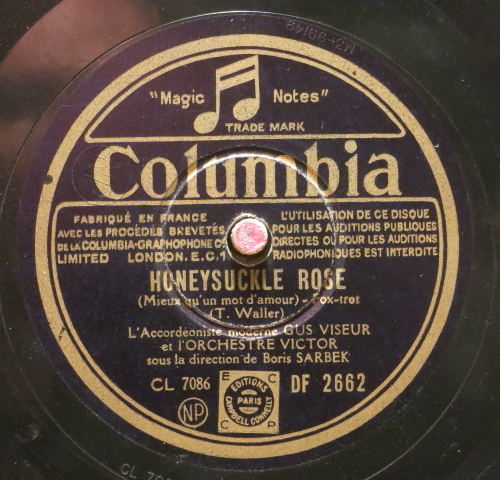 "Magic Notes"
TRADE MARK
Columbia
FABRIQUÉ EN FRANCE
AVEC LES PROCÉDÉS BREVETÉS
DE LA COLUMBIA-GRAPHOPHONE Cº
LIMITED LONDON.E.C.1
L'UTILISATION DE CE DISQUE
POUR LES AUDITIONS PUBLIQUES
DIRECTES OU POUR LES AUDITIONS
RADIOPHONIQUES EST INTERDITE
HONEYSUCKLE ROSE
(Mieux qu'un mot d'amour) - Fox-trot
(T. Waller)
L'Accordéoniste moderne GUS VISEUR
et l'ORCHESTRE VICTOR
sous la direction de Boris SARBEK
CL 7086
E C
EDITIONS
PARIS
CAMPBELL CONNELLY
C P
DF 2662
NP